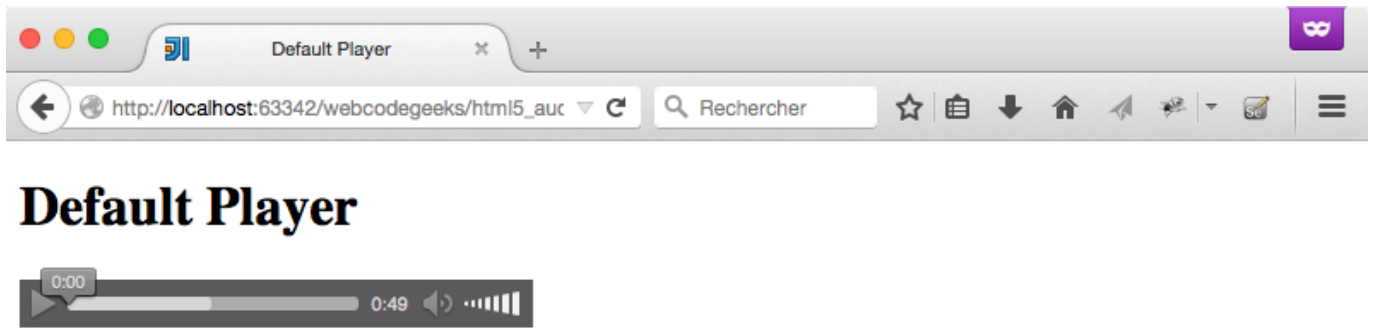 Default Player
http://localhost:63342/webcodegeeks/html5_auc
Rechercher
Default Player
0:00
0:49